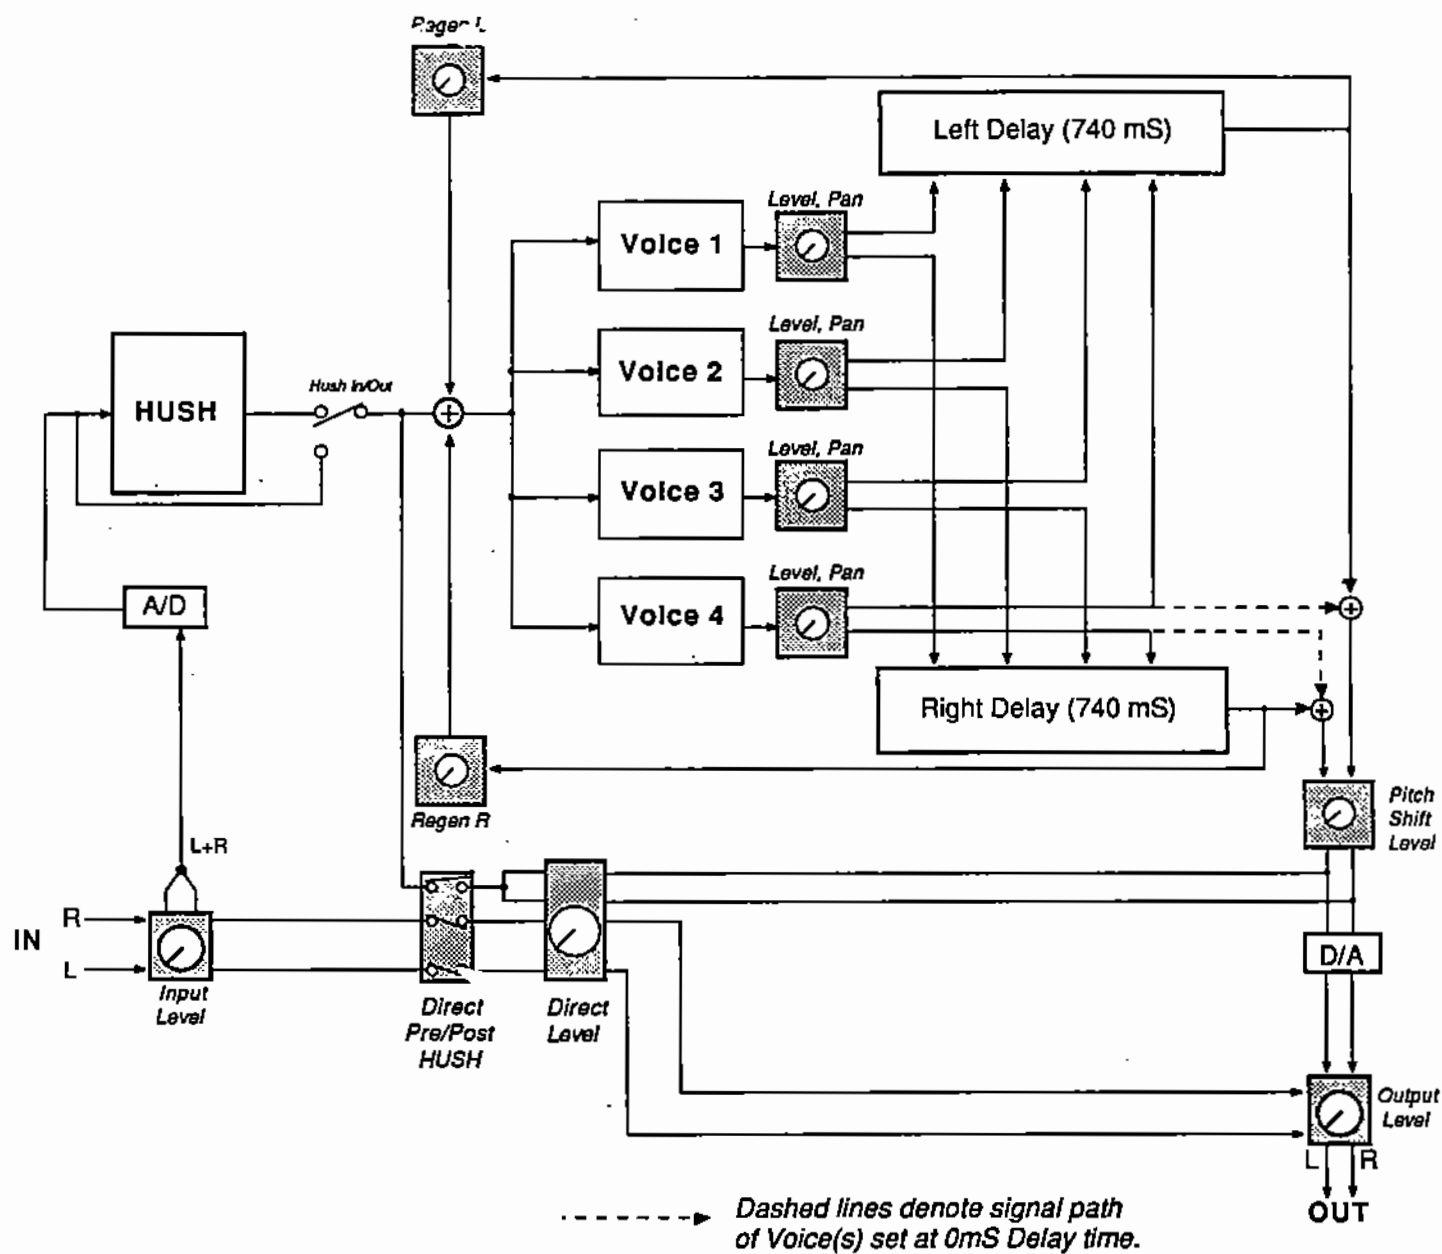 Regen L
Left Delay (740 mS)
Level, Pan
Voice 1
Level, Pan
Voice 2
Hush In/Out
HUSH
Level, Pan
Voice 3
Level, Pan
A/D
Voice 4
Right Delay (740 mS)
Regen R
Pitch
Shift
Level
L+R
R
IN
L
Input
Level
Direct
Pre/Post
HUSH
Direct
Level
D/A
Output
Level
L R
OUT
Dashed lines denote signal path
of Voice(s) set at 0mS Delay time.